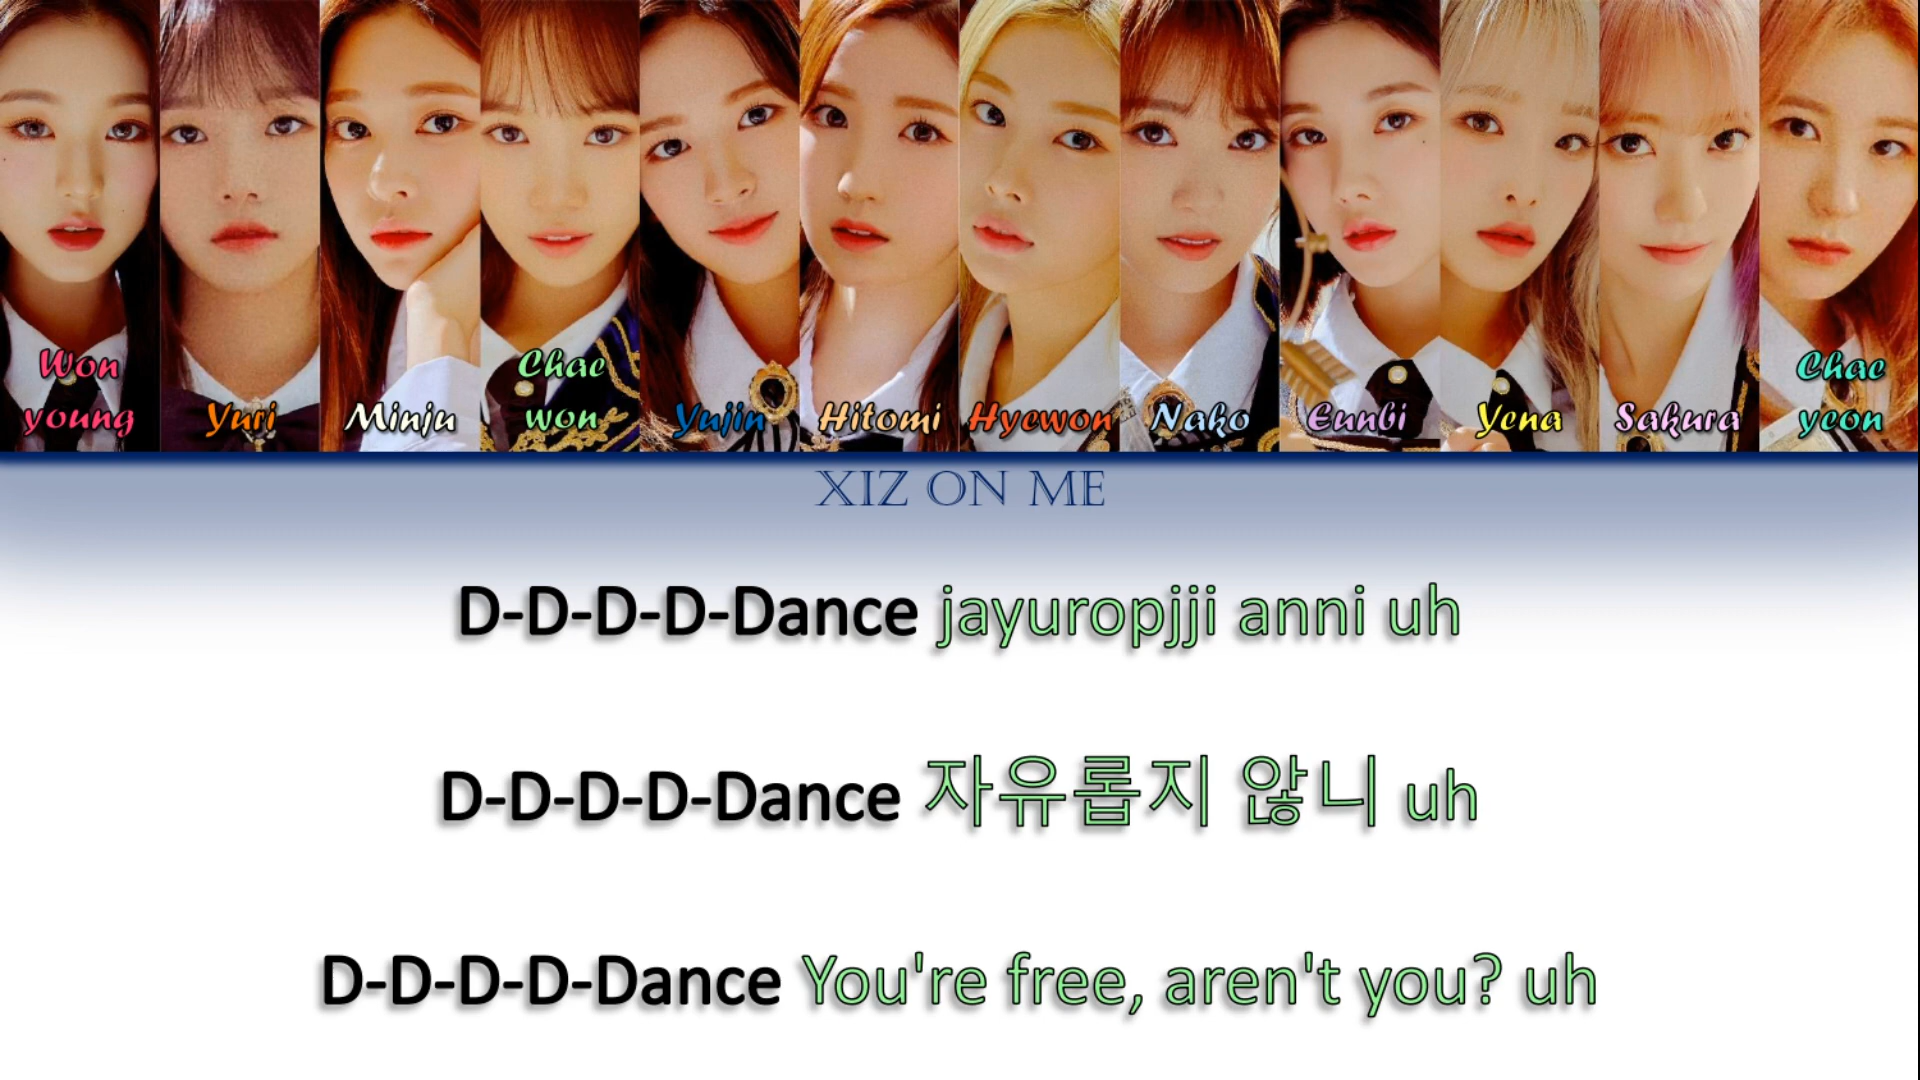 Won
young
Yuri
Minju
Chae
won
Yujin
Hitomi
Hyewon
Nako
Eunbi
Yena
Sakura
Chae
yeon
XIZ ON ME
D-D-D-D-Dance jayuropjji anni uh
D-D-D-D-Dance 자유롭지 않니 uh
D-D-D-D-Dance You're free, aren't you? uh